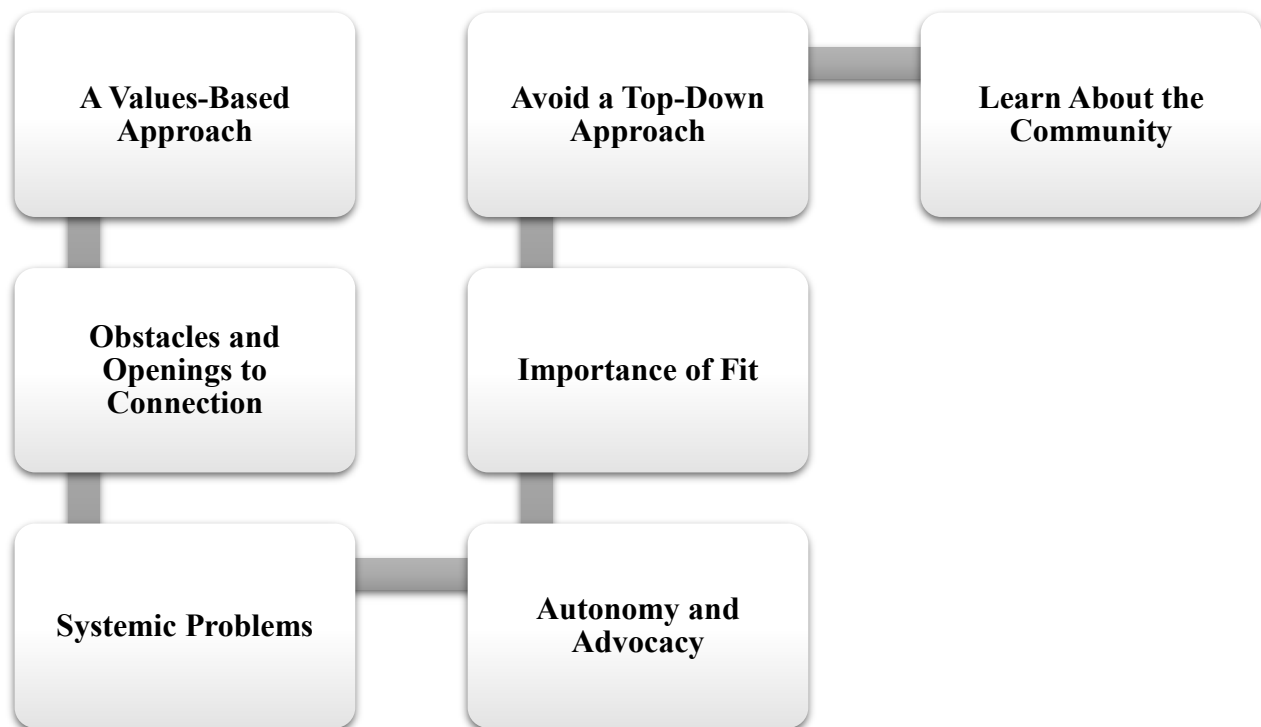 A Values-Based
Approach
Obstacles and
Openings to
Connection
Systemic Problems
Autonomy and
Advocacy
Importance of Fit
Avoid a Top-Down
Approach
Learn About the
Community